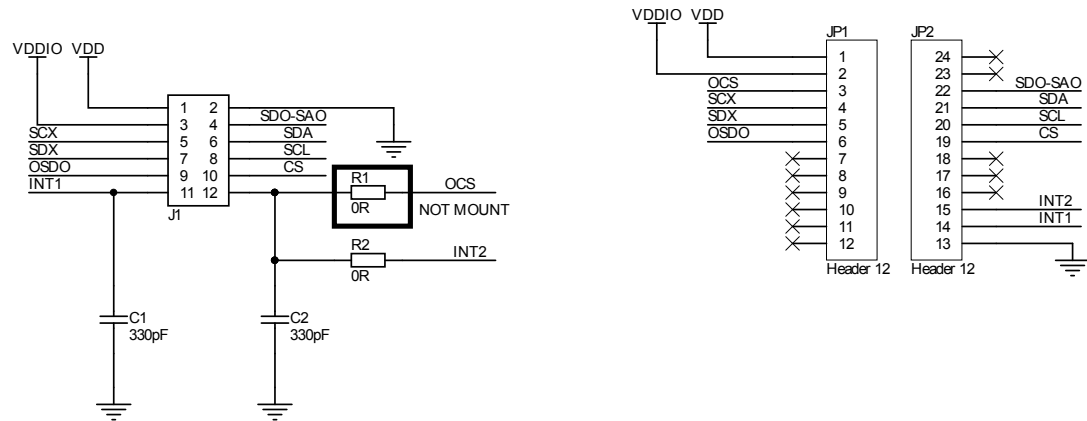 VDDIO VDD
1 2
3 4 SDO-SAO
SCX 5 6 SDA
SDX 7 8 SCL
OSDO 9 10 CS
INT1 11 12
J1
R1
0R
OCS
NOT MOUNT
R2
0R
INT2
C1
330pF
C2
330pF
VDDIO VDD
JP1
1
2
OCS 3
SCX 4
SDX 5
OSDO 6
7
8
9
10
11
12
Header 12
JP2
24
23
22 SDO-SAO
21 SDA
20 SCL
19 CS
18
17
16
15 INT2
14 INT1
13
Header 12